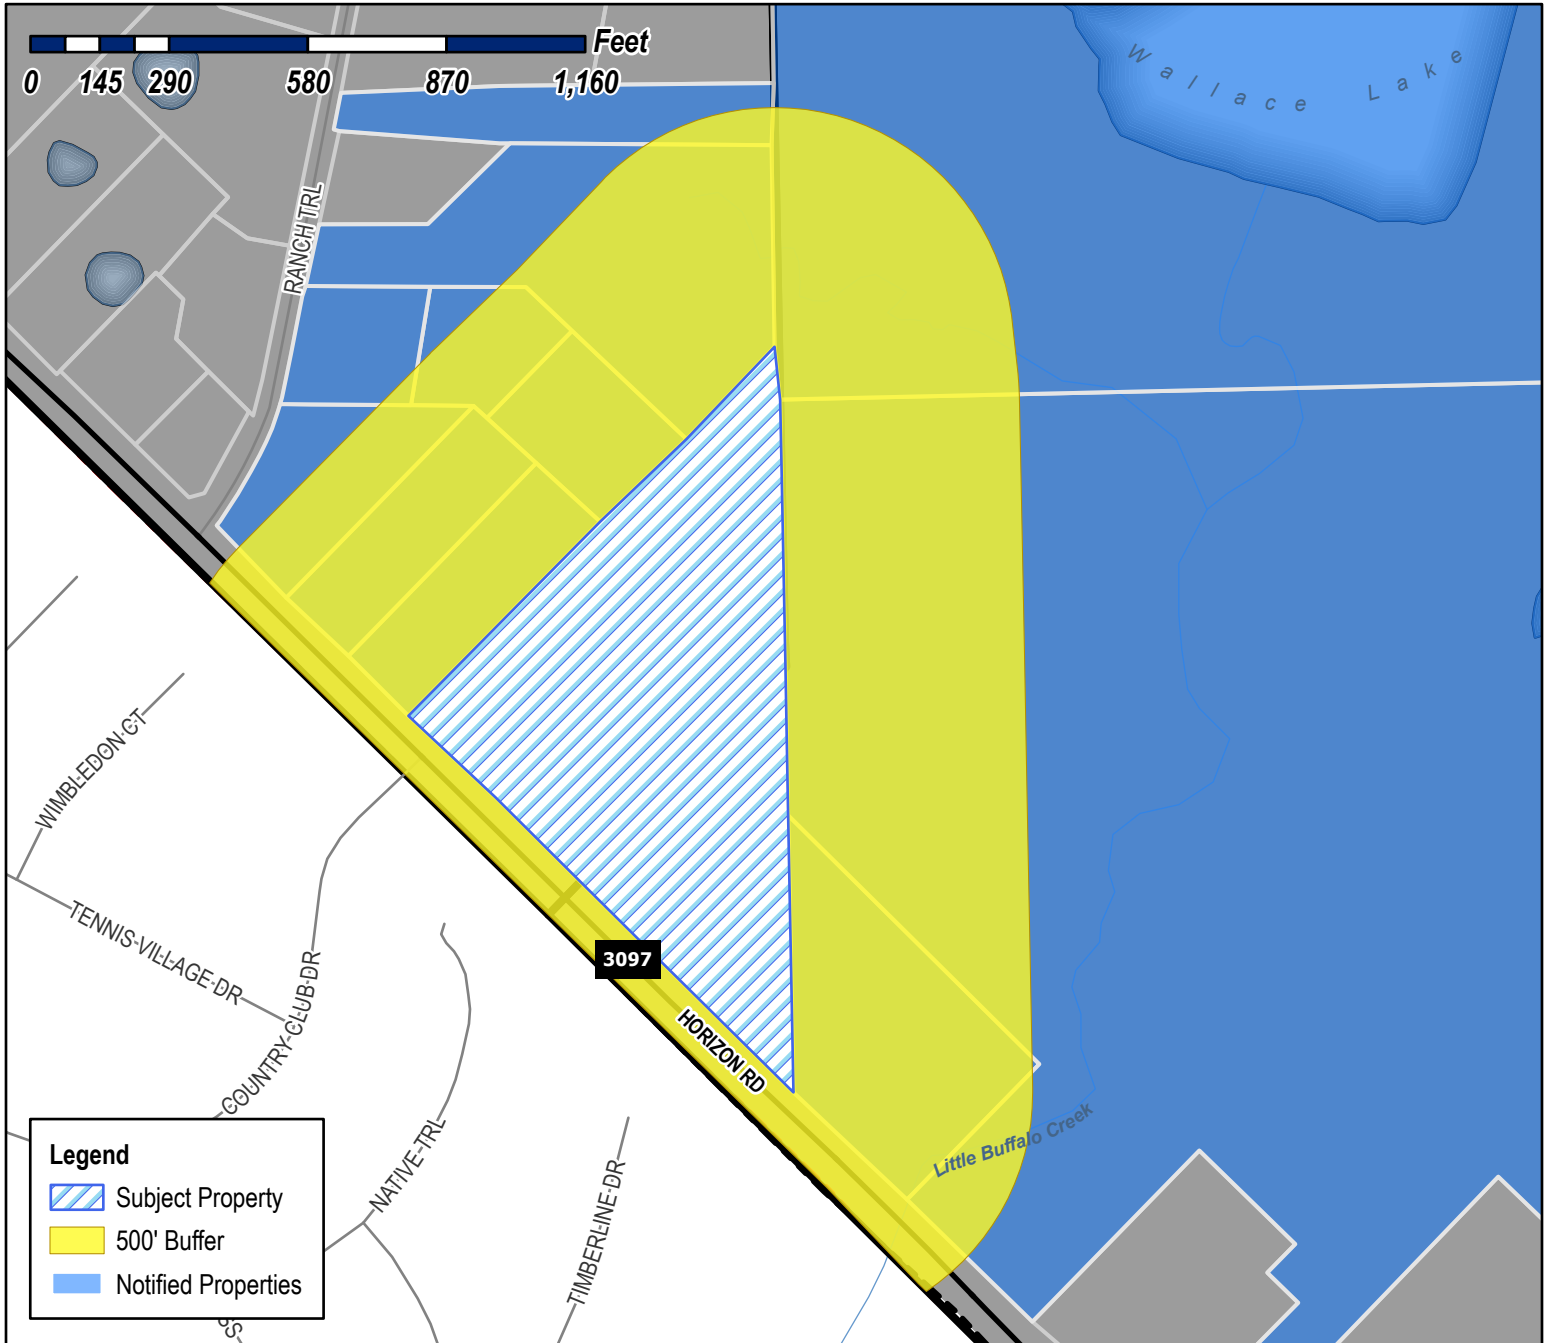 Feet
0 145 290 580 870 1,160
Wallace Lake
RANCH TRL
WIMBLEDON CT
TENNIS VILLAGE DR
COUNTRY CLUB DR
3097
HORIZON RD
NATIVE TRL
TIMBERLINE DR
Little Buffalo Creek
Legend
Subject Property
500' Buffer
Notified Properties